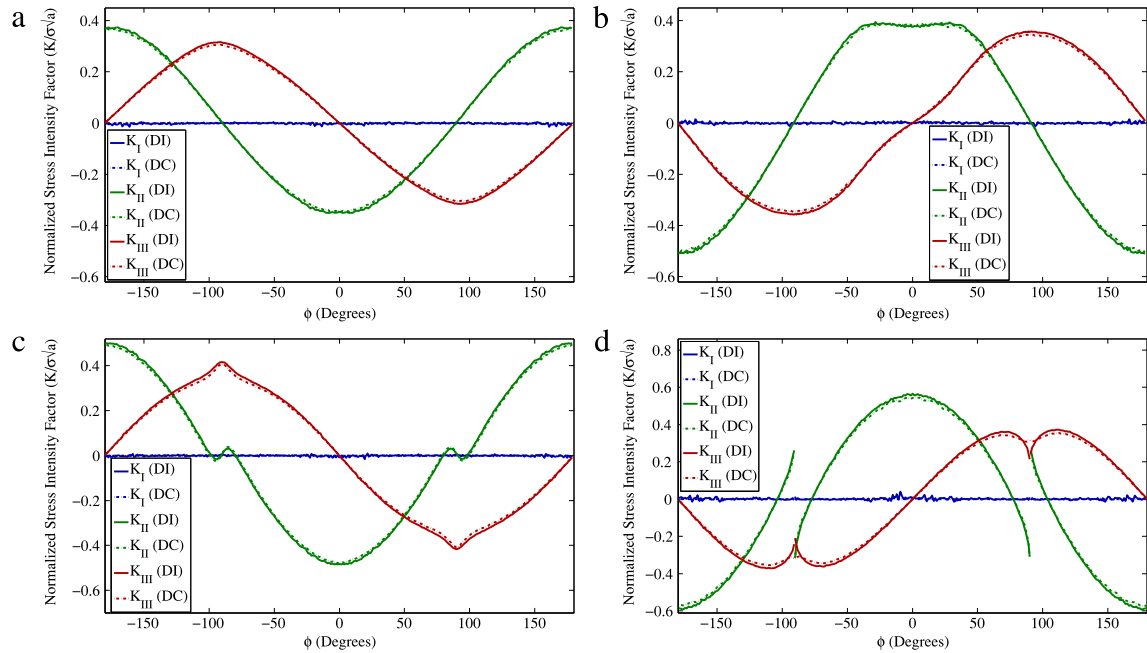 a
Normalized Stress Intensity Factor (K/σ√a)
0.4
0.2
0
−0.2
−0.4
−0.6
K_I (DI)
K_I (DC)
K_II (DI)
K_II (DC)
K_III (DI)
K_III (DC)
−150 −100 −50 0 50 100 150
ϕ (Degrees)
b
Normalized Stress Intensity Factor (K/σ√a)
0.4
0.2
0
−0.2
−0.4
−0.6
K_I (DI)
K_I (DC)
K_II (DI)
K_II (DC)
K_III (DI)
K_III (DC)
−150 −100 −50 0 50 100 150
ϕ (Degrees)
c
Normalized Stress Intensity Factor (K/σ√a)
0.4
0.2
0
−0.2
−0.4
−0.6
K_I (DI)
K_I (DC)
K_II (DI)
K_II (DC)
K_III (DI)
K_III (DC)
−150 −100 −50 0 50 100 150
ϕ (Degrees)
d
Normalized Stress Intensity Factor (K/σ√a)
0.8
0.6
0.4
0.2
0
−0.2
−0.4
−0.6
K_I (DI)
K_I (DC)
K_II (DI)
K_II (DC)
K_III (DI)
K_III (DC)
−150 −100 −50 0 50 100 150
ϕ (Degrees)